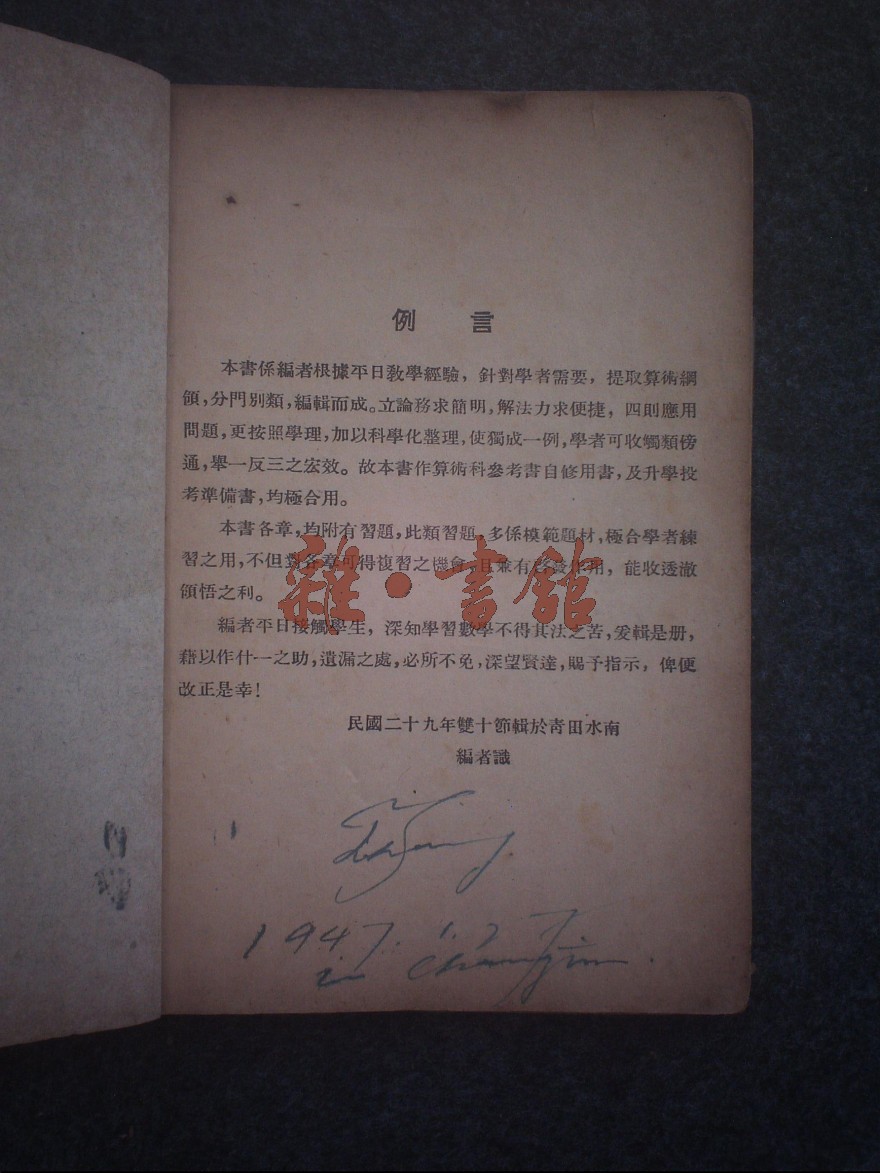 例言
本書係編者根據平日教學經驗，針對學者需要，提取算術綱
領，分門別類，編輯而成。立論務求簡明，解法力求便捷，四則應用
問題，更按照學理，加以科學化整理，使獨成一例，學者可收觸類傍
通，舉一反三之宏效。故本書作算術科參考書自修用書，及升學投
考準備書，均極合用。
本書各章，均附有習題，此類習題，多係模範題材，極合學者練
習之用，不但對各章可得複習之機會，且兼有啓發作用，能收透澈
領悟之利。
編者平日接觸學生，深知學習數學不得其法之苦，爰輯是册，
藉以作什一之助，遺漏之處，必所不免，深望賢達，賜予指示，俾便
改正是幸！
民國二十九年雙十節輯於靑田水南
編者識
雜·書館
1947. 1. 27
in